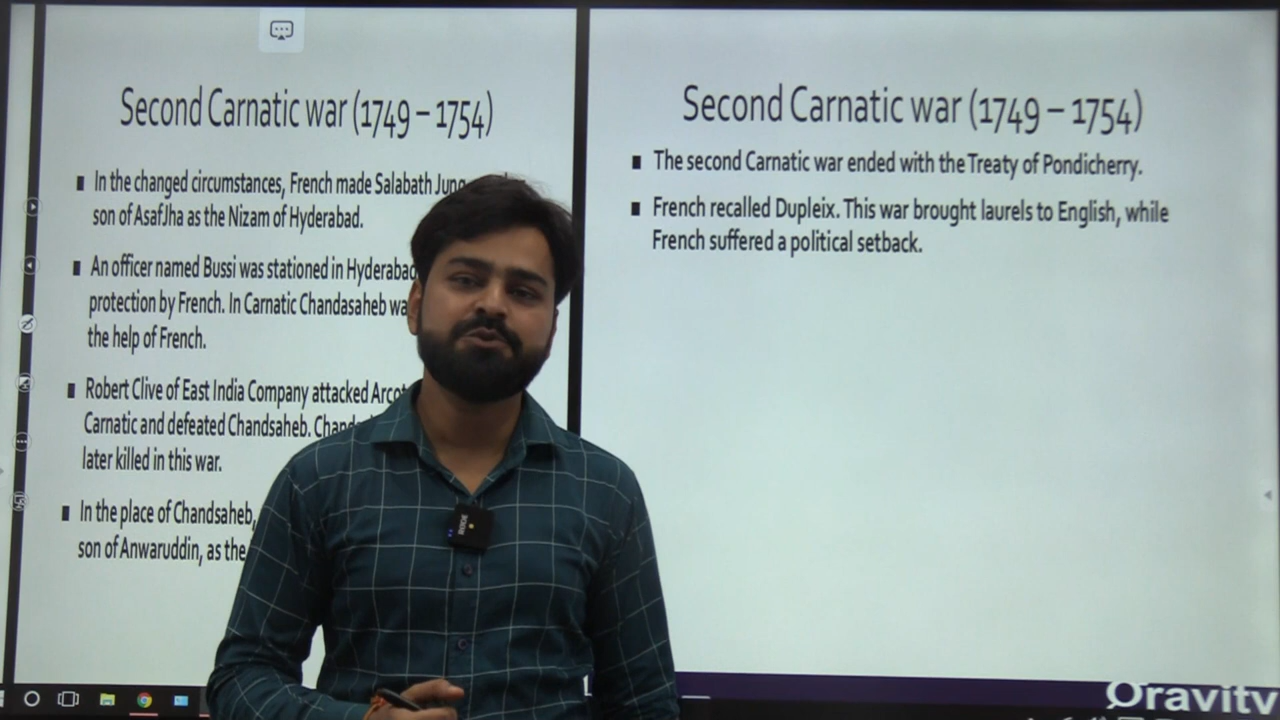 Second Carnatic war (1749 – 1754)
▪ In the changed circumstances, French made Salabath Jung
son of AsafJha as the Nizam of Hyderabad.
▪ An officer named Bussi was stationed in Hyderabad
protection by French. In Carnatic Chandasaheb wa
the help of French.
▪ Robert Clive of East India Company attacked Arcot
Carnatic and defeated Chandsaheb.
later killed in this war.
▪ In the place of Chandsaheb,
son of Anwaruddin, as the
Second Carnatic war (1749 – 1754)
▪ The second Carnatic war ended with the Treaty of Pondicherry.
▪ French recalled Dupleix. This war brought laurels to English, while
French suffered a political setback.
RODE
Oravitv